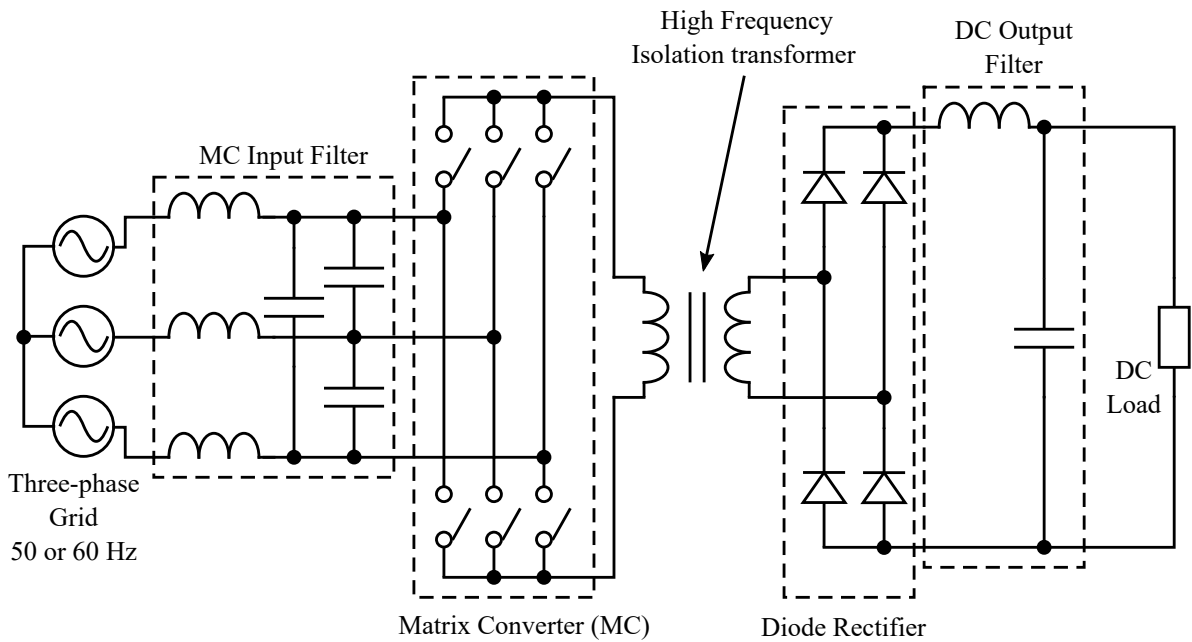 High Frequency
Isolation transformer
DC Output
Filter
MC Input Filter
DC
Load
Three-phase
Grid
50 or 60 Hz
Matrix Converter (MC)
Diode Rectifier